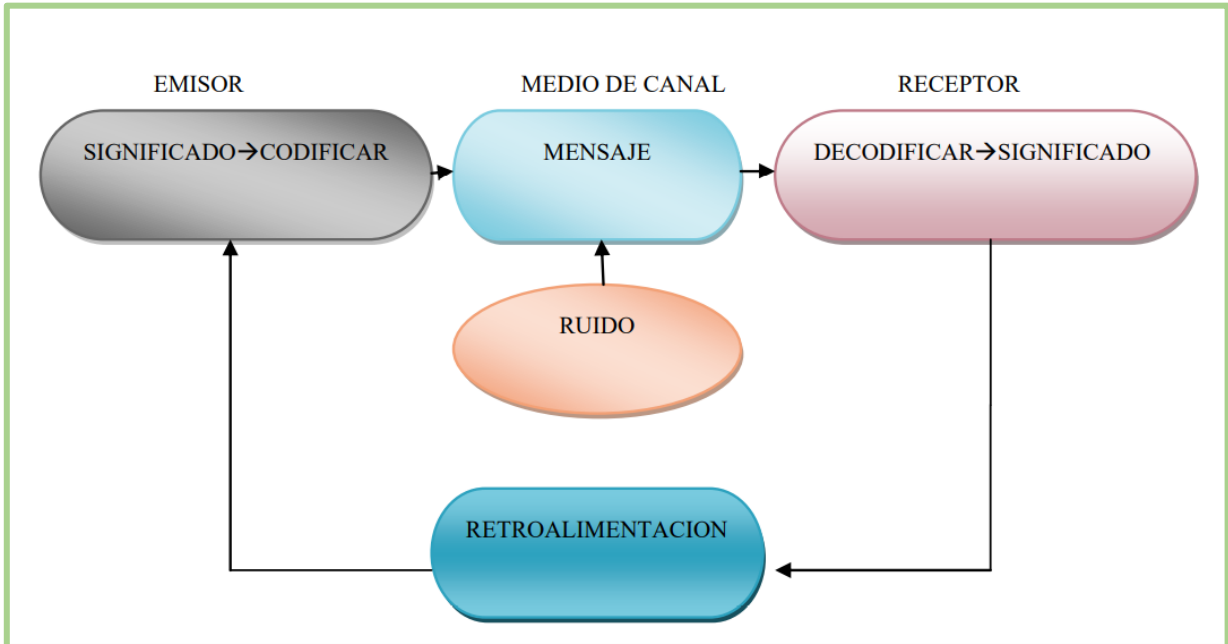 EMISOR
MEDIO DE CANAL
RECEPTOR
SIGNIFICADO→CODIFICAR
MENSAJE
DECODIFICAR→SIGNIFICADO
RUIDO
RETROALIMENTACION